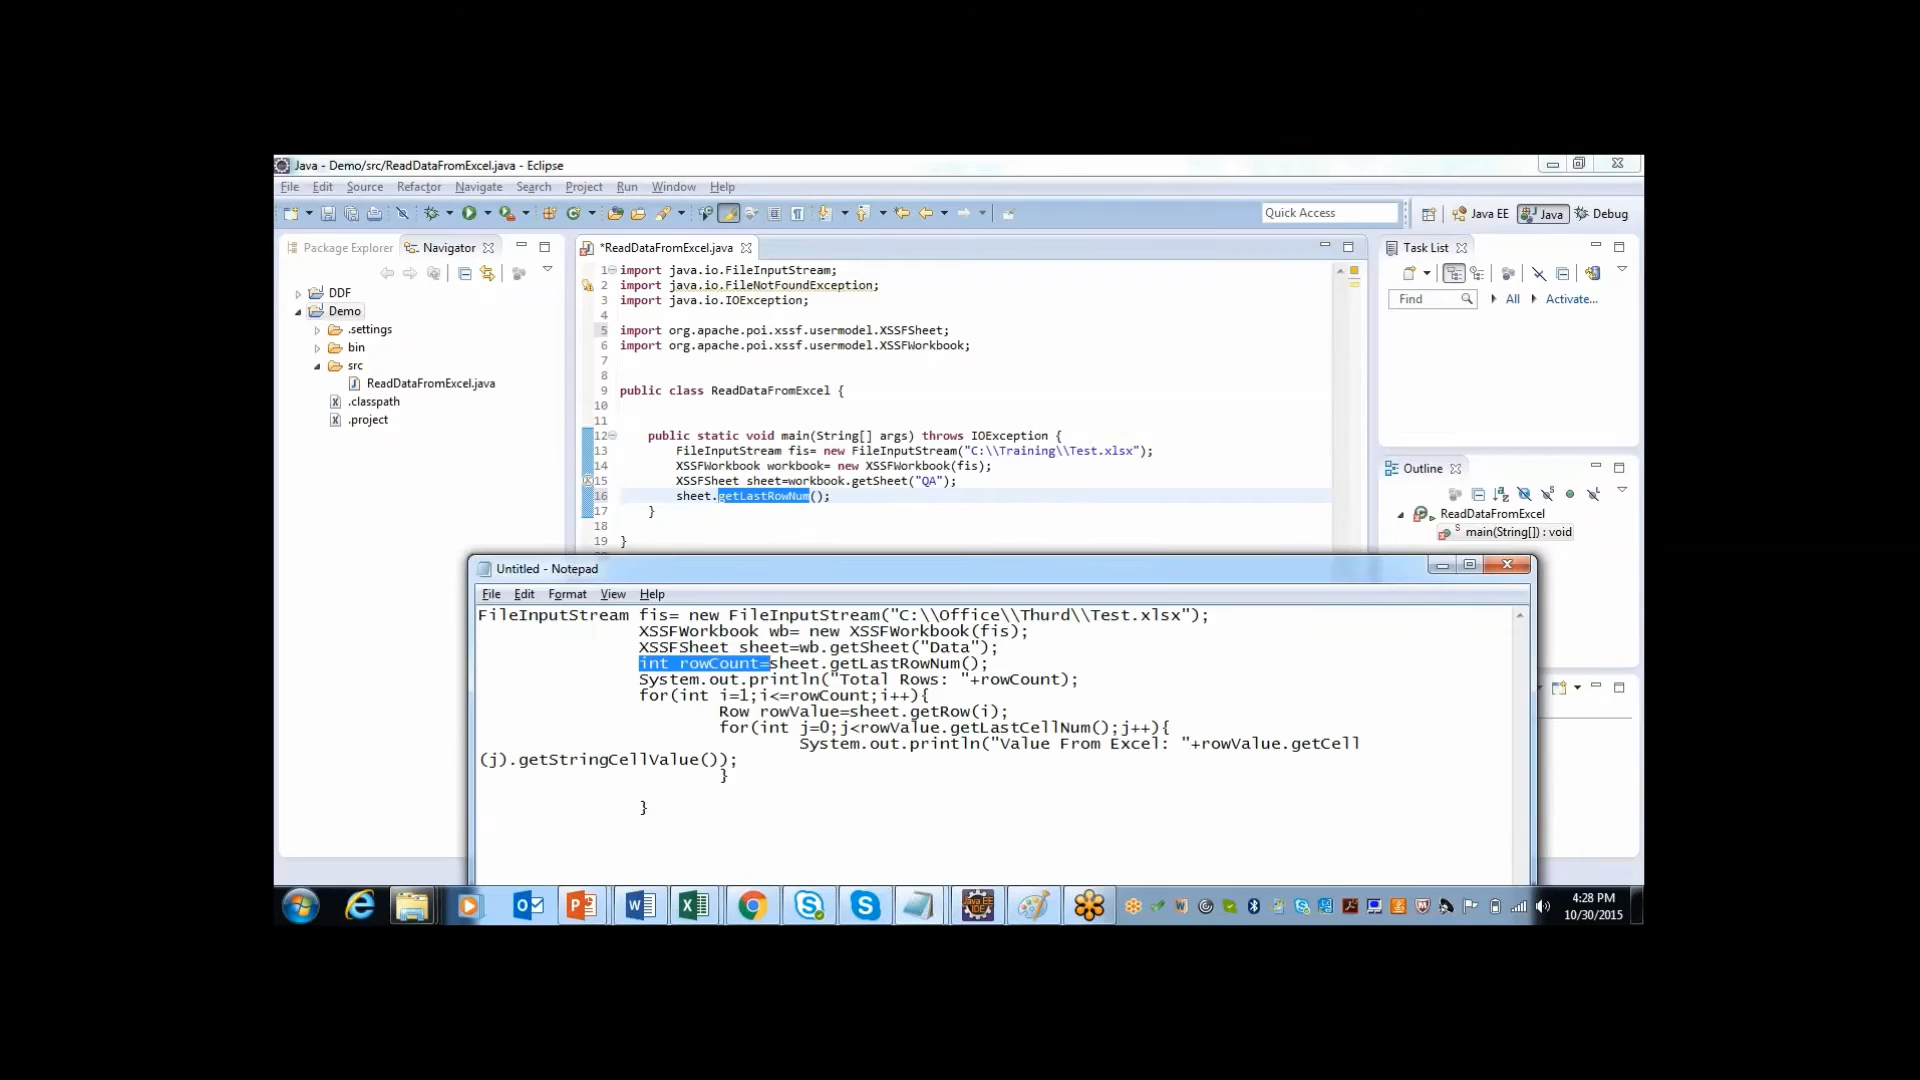 Java - Demo/src/ReadDataFromExcel.java - Eclipse
File Edit Source Refactor Navigate Search Project Run Window Help
Quick Access
Java EE
Java
Debug
Package Explorer
Navigator
DDF
Demo
.settings
bin
src
ReadDataFromExcel.java
.classpath
.project
*ReadDataFromExcel.java
1 import java.io.FileInputStream;
2 import java.io.FileNotFoundException;
3 import java.io.IOException;
4
5 import org.apache.poi.xssf.usermodel.XSSFSheet;
6 import org.apache.poi.xssf.usermodel.XSSFWorkbook;
7
8
9 public class ReadDataFromExcel {
10
11
12 public static void main(String[] args) throws IOException {
13 FileInputStream fis= new FileInputStream("C:\\Training\\Test.xlsx");
14 XSSFWorkbook workbook= new XSSFWorkbook(fis);
15 XSSFSheet sheet=workbook.getSheet("QA");
16 sheet.getLastRowNum();
17 }
18
19 }
Task List
Find
All
Activate...
Outline
ReadDataFromExcel
main(String[]) : void
Untitled - Notepad
File Edit Format View Help
FileInputStream fis= new FileInputStream("C:\\Office\\Thurd\\Test.xlsx");
XSSFWorkbook wb= new XSSFWorkbook(fis);
XSSFSheet sheet=wb.getSheet("Data");
int rowCount=sheet.getLastRowNum();
System.out.println("Total Rows: "+rowCount);
for(int i=1;i<=rowCount;i++){
Row rowValue=sheet.getRow(i);
for(int j=0;j<rowValue.getLastCellNum();j++){
System.out.println("Value From Excel: "+rowValue.getCell
(j).getStringCellValue());
}
}
4:28 PM
10/30/2015